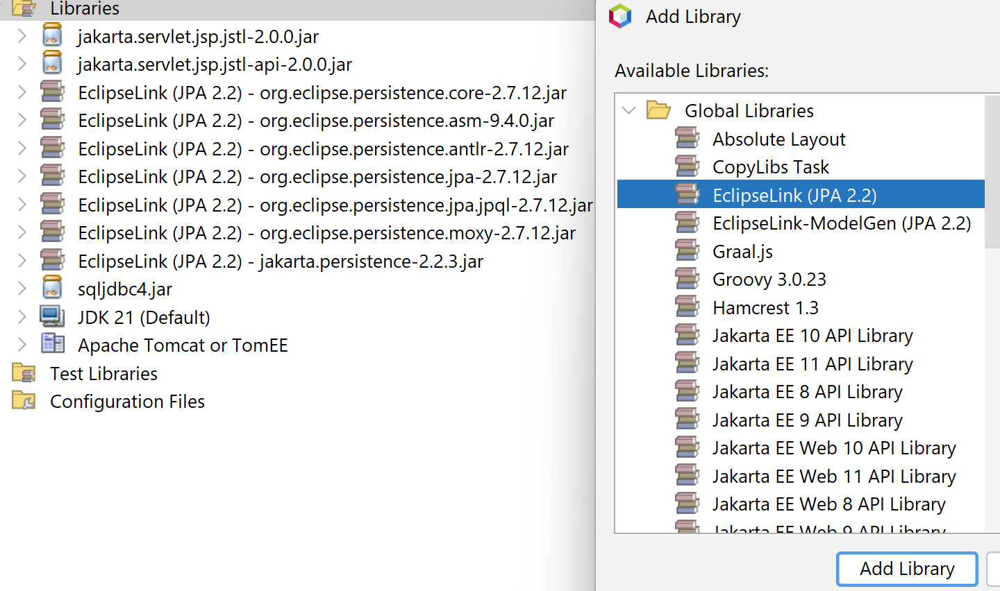 Libraries
jakarta.servlet.jsp.jstl-2.0.0.jar
jakarta.servlet.jsp.jstl-api-2.0.0.jar
EclipseLink (JPA 2.2) - org.eclipse.persistence.core-2.7.12.jar
EclipseLink (JPA 2.2) - org.eclipse.persistence.asm-9.4.0.jar
EclipseLink (JPA 2.2) - org.eclipse.persistence.antlr-2.7.12.jar
EclipseLink (JPA 2.2) - org.eclipse.persistence.jpa-2.7.12.jar
EclipseLink (JPA 2.2) - org.eclipse.persistence.jpa.jpql-2.7.12.jar
EclipseLink (JPA 2.2) - org.eclipse.persistence.moxy-2.7.12.jar
EclipseLink (JPA 2.2) - jakarta.persistence-2.2.3.jar
sqljdbc4.jar
JDK 21 (Default)
Apache Tomcat or TomEE
Test Libraries
Configuration Files
Add Library
Available Libraries:
Global Libraries
Absolute Layout
CopyLibs Task
EclipseLink (JPA 2.2)
EclipseLink-ModelGen (JPA 2.2)
Graal.js
Groovy 3.0.23
Hamcrest 1.3
Jakarta EE 10 API Library
Jakarta EE 11 API Library
Jakarta EE 8 API Library
Jakarta EE 9 API Library
Jakarta EE Web 10 API Library
Jakarta EE Web 11 API Library
Jakarta EE Web 8 API Library
Jakarta EE Web 9 API Library
Add Library